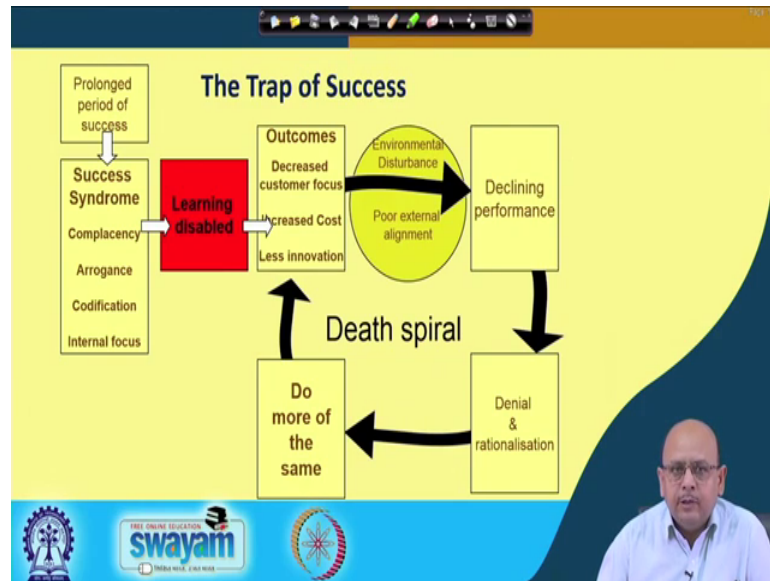 The Trap of Success
Prolonged
period of
success
Success
Syndrome
Complacency
Arrogance
Codification
Internal focus
Learning
disabled
Outcomes
Decreased
customer focus
Increased Cost
Less innovation
Environmental
Disturbance
Poor external
alignment
Declining
performance
Death spiral
Do
more of
the
same
Denial
&
rationalisation
FREE ONLINE EDUCATION
swayam